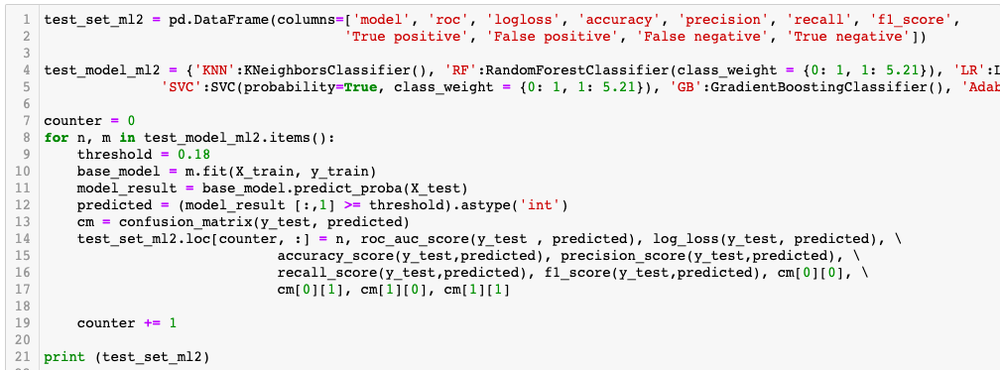 1 test_set_ml2 = pd.DataFrame(columns=['model', 'roc', 'logloss', 'accuracy', 'precision', 'recall', 'f1_score',
2 'True positive', 'False positive', 'False negative', 'True negative'])
3
4 test_model_ml2 = {'KNN':KNeighborsClassifier(), 'RF':RandomForestClassifier(class_weight = {0: 1, 1: 5.21}), 'LR':L
5 'SVC':SVC(probability=True, class_weight = {0: 1, 1: 5.21}), 'GB':GradientBoostingClassifier(), 'Adab
6
7 counter = 0
8 for n, m in test_model_ml2.items():
9 threshold = 0.18
10 base_model = m.fit(X_train, y_train)
11 model_result = base_model.predict_proba(X_test)
12 predicted = (model_result [:,1] >= threshold).astype('int')
13 cm = confusion_matrix(y_test, predicted)
14 test_set_ml2.loc[counter, :] = n, roc_auc_score(y_test , predicted), log_loss(y_test, predicted), \
15 accuracy_score(y_test,predicted), precision_score(y_test,predicted), \
16 recall_score(y_test,predicted), f1_score(y_test,predicted), cm[0][0], \
17 cm[0][1], cm[1][0], cm[1][1]
18
19 counter += 1
20
21 print (test_set_ml2)